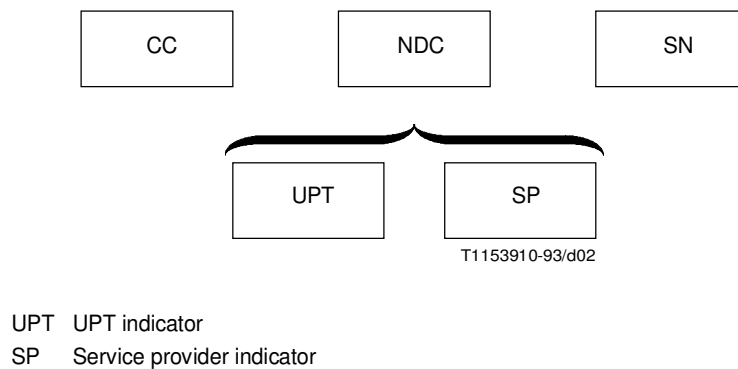 CC NDC SN
UPT SP
T1153910-93/d02
UPT UPT indicator
SP Service provider indicator